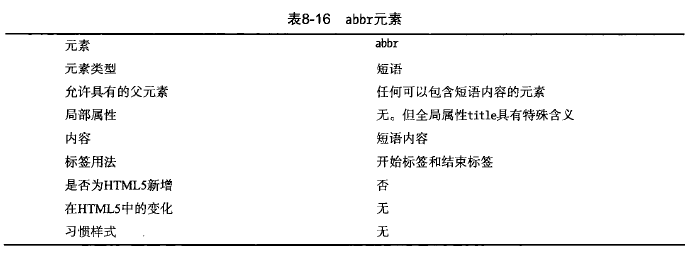 表8-16 abbr元素
元素 abbr
元素类型 短语
允许具有的父元素 任何可以包含短语内容的元素
局部属性 无。但全局属性title具有特殊含义
内容 短语内容
标签用法 开始标签和结束标签
是否为HTML5新增 否
在HTML5中的变化 无
习惯样式 无